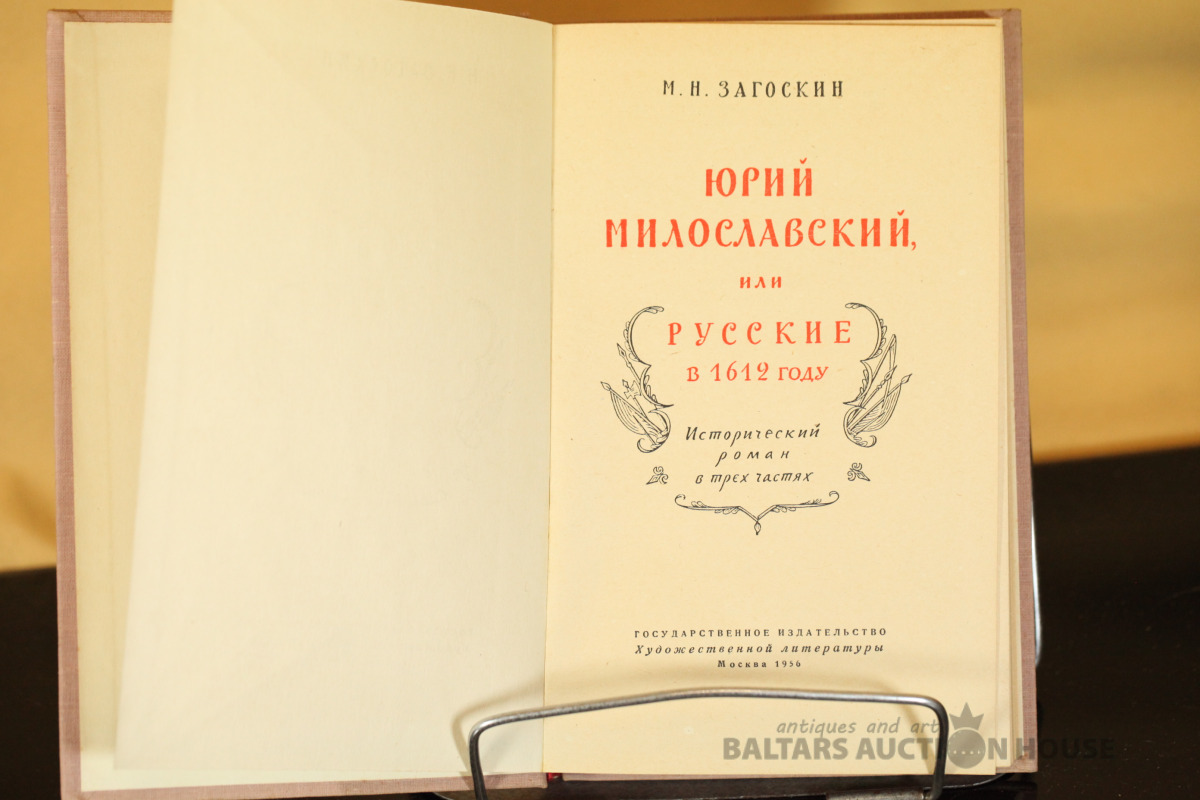 М. Н. ЗАГОСКИН
ЮРИЙ
МИЛОСЛАВСКИЙ,
ИЛИ
РУССКИЕ
В 1612 ГОДУ
Исторический
роман
в трех частях
ГОСУДАРСТВЕННОЕ ИЗДАТЕЛЬСТВО
Художественной литературы
Москва 1956
antiques and art
BALTARS AUCTION HOUSE